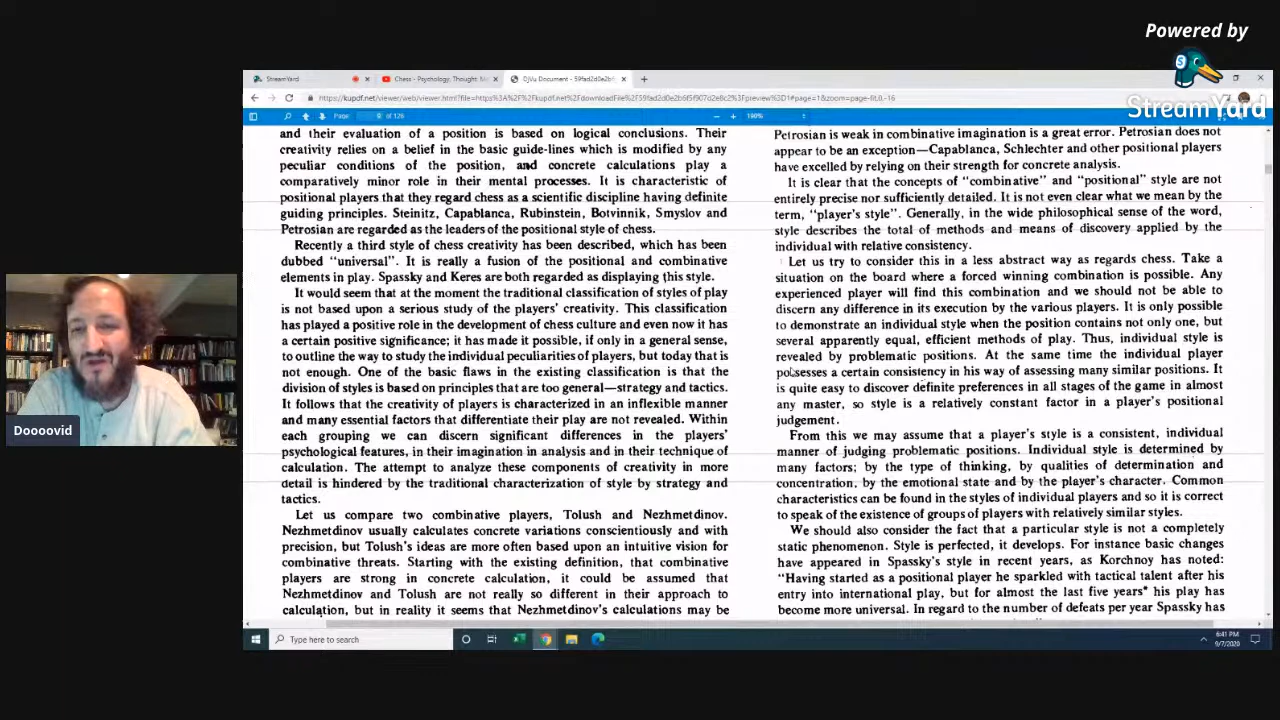 Powered by
StreamYard
StreamYard
Chess - Psychology, Thought,
DjVu Document - 59fad2d0e2b6
Page
of 126
198%
and their evaluation of a position is based on logical conclusions. Their
creativity relies on a belief in the basic guide-lines which is modified by any
peculiar conditions of the position, and concrete calculations play a
comparatively minor role in their mental processes. It is characteristic of
positional players that they regard chess as a scientific discipline having definite
guiding principles. Steinitz, Capablanca, Rubinstein, Botvinnik, Smyslov and
Petrosian are regarded as the leaders of the positional style of chess.
Recently a third style of chess creativity has been described, which has been
dubbed "universal". It is really a fusion of the positional and combinative
elements in play. Spassky and Keres are both regarded as displaying this style.
It would seem that at the moment the traditional classification of styles of play
is not based upon a serious study of the players' creativity. This classification
has played a positive role in the development of chess culture and even now it has
a certain positive significance; it has made it possible, if only in a general sense,
to outline the way to study the individual peculiarities of players, but today that is
not enough. One of the basic flaws in the existing classification is that the
division of styles is based on principles that are too general—strategy and tactics.
It follows that the creativity of players is characterized in an inflexible manner
and many essential factors that differentiate their play are not revealed. Within
each grouping we can discern significant differences in the players'
psychological features, in their imagination in analysis and in their technique of
calculation. The attempt to analyze these components of creativity in more
detail is hindered by the traditional characterization of style by strategy and
tactics.
Let us compare two combinative players, Tolush and Nezhmetdinov.
Nezhmetdinov usually calculates concrete variations conscientiously and with
precision, but Tolush's ideas are more often based upon an intuitive vision for
combinative threats. Starting with the existing definition, that combinative
players are strong in concrete calculation, it could be assumed that
Nezhmetdinov and Tolush are not really so different in their approach to
calculation, but in reality it seems that Nezhmetdinov's calculations may be
Petrosian is weak in combinative imagination is a great error. Petrosian does not
appear to be an exception—Capablanca, Schlechter and other positional players
have excelled by relying on their strength for concrete analysis.
It is clear that the concepts of "combinative" and "positional" style are not
entirely precise nor sufficiently detailed. It is not even clear what we mean by the
term, "player's style". Generally, in the wide philosophical sense of the word,
style describes the total of methods and means of discovery applied by the
individual with relative consistency.
Let us try to consider this in a less abstract way as regards chess. Take a
situation on the board where a forced winning combination is possible. Any
experienced player will find this combination and we should not be able to
discern any difference in its execution by the various players. It is only possible
to demonstrate an individual style when the position contains not only one, but
several apparently equal, efficient methods of play. Thus, individual style is
revealed by problematic positions. At the same time the individual player
possesses a certain consistency in his way of assessing many similar positions. It
is quite easy to discover definite preferences in all stages of the game in almost
any master, so style is a relatively constant factor in a player's positional
judgement.
From this we may assume that a player's style is a consistent, individual
manner of judging problematic positions. Individual style is determined by
many factors; by the type of thinking, by qualities of determination and
concentration, by the emotional state and by the player's character. Common
characteristics can be found in the styles of individual players and so it is correct
to speak of the existence of groups of players with relatively similar styles.
We should also consider the fact that a particular style is not a completely
static phenomenon. Style is perfected, it develops. For instance basic changes
have appeared in Spassky's style in recent years, as Korchnoy has noted:
"Having started as a positional player he sparkled with tactical talent after his
entry into international play, but for almost the last five years* his play has
become more universal. In regard to the number of defeats per year Spassky has
Doooovid
Type here to search
6:41 PM
9/7/2020